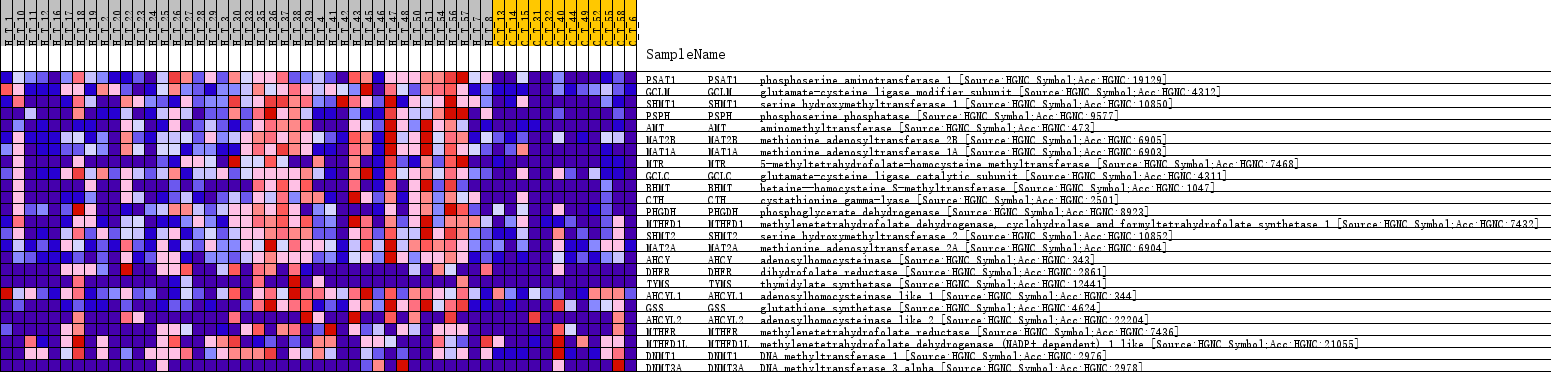 SampleName
PSAT1 PSAT1 phosphoserine aminotransferase 1 [Source:HGNC Symbol;Acc:HGNC:19129]
GCLM GCLM glutamate-cysteine ligase modifier subunit [Source:HGNC Symbol;Acc:HGNC:4312]
SHMT1 SHMT1 serine hydroxymethyltransferase 1 [Source:HGNC Symbol;Acc:HGNC:10850]
PSPH PSPH phosphoserine phosphatase [Source:HGNC Symbol;Acc:HGNC:9577]
AMT AMT aminomethyltransferase [Source:HGNC Symbol;Acc:HGNC:473]
MAT2B MAT2B methionine adenosyltransferase 2B [Source:HGNC Symbol;Acc:HGNC:6905]
MAT1A MAT1A methionine adenosyltransferase 1A [Source:HGNC Symbol;Acc:HGNC:6903]
MTR MTR 5-methyltetrahydrofolate-homocysteine methyltransferase [Source:HGNC Symbol;Acc:HGNC:7468]
GCLC GCLC glutamate-cysteine ligase catalytic subunit [Source:HGNC Symbol;Acc:HGNC:4311]
BHMT BHMT betaine--homocysteine S-methyltransferase [Source:HGNC Symbol;Acc:HGNC:1047]
CTH CTH cystathionine gamma-lyase [Source:HGNC Symbol;Acc:HGNC:2501]
PHGDH PHGDH phosphoglycerate dehydrogenase [Source:HGNC Symbol;Acc:HGNC:8923]
MTHFD1 MTHFD1 methylenetetrahydrofolate dehydrogenase, cyclohydrolase and formyltetrahydrofolate synthetase 1 [Source:HGNC Symbol;Acc:HGNC:7432]
SHMT2 SHMT2 serine hydroxymethyltransferase 2 [Source:HGNC Symbol;Acc:HGNC:10852]
MAT2A MAT2A methionine adenosyltransferase 2A [Source:HGNC Symbol;Acc:HGNC:6904]
AHCY AHCY adenosylhomocysteinase [Source:HGNC Symbol;Acc:HGNC:343]
DHFR DHFR dihydrofolate reductase [Source:HGNC Symbol;Acc:HGNC:2861]
TYMS TYMS thymidylate synthetase [Source:HGNC Symbol;Acc:HGNC:12441]
AHCYL1 AHCYL1 adenosylhomocysteinase like 1 [Source:HGNC Symbol;Acc:HGNC:344]
GSS GSS glutathione synthetase [Source:HGNC Symbol;Acc:HGNC:4624]
AHCYL2 AHCYL2 adenosylhomocysteinase like 2 [Source:HGNC Symbol;Acc:HGNC:22204]
MTHFR MTHFR methylenetetrahydrofolate reductase [Source:HGNC Symbol;Acc:HGNC:7436]
MTHFD1L MTHFD1L methylenetetrahydrofolate dehydrogenase (NADP+ dependent) 1 like [Source:HGNC Symbol;Acc:HGNC:21055]
DNMT1 DNMT1 DNA methyltransferase 1 [Source:HGNC Symbol;Acc:HGNC:2976]
DNMT3A DNMT3A DNA methyltransferase 3 alpha [Source:HGNC Symbol;Acc:HGNC:2978]